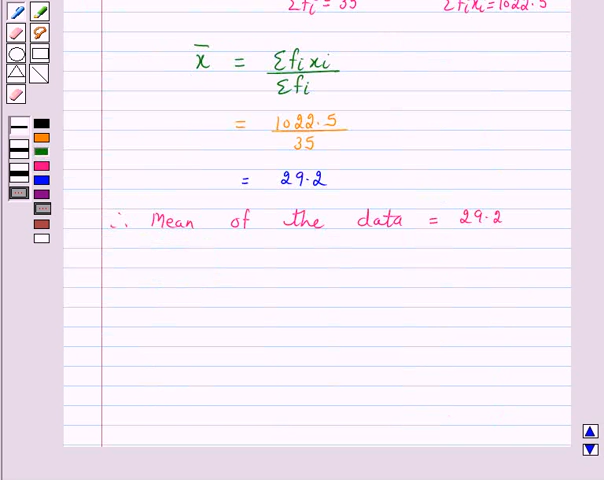 Σfi = 35 Σfixi = 1022.5
x̄ = Σfixi / Σfi
= 1022.5 / 35
= 29.2
∴ Mean of the data = 29.2